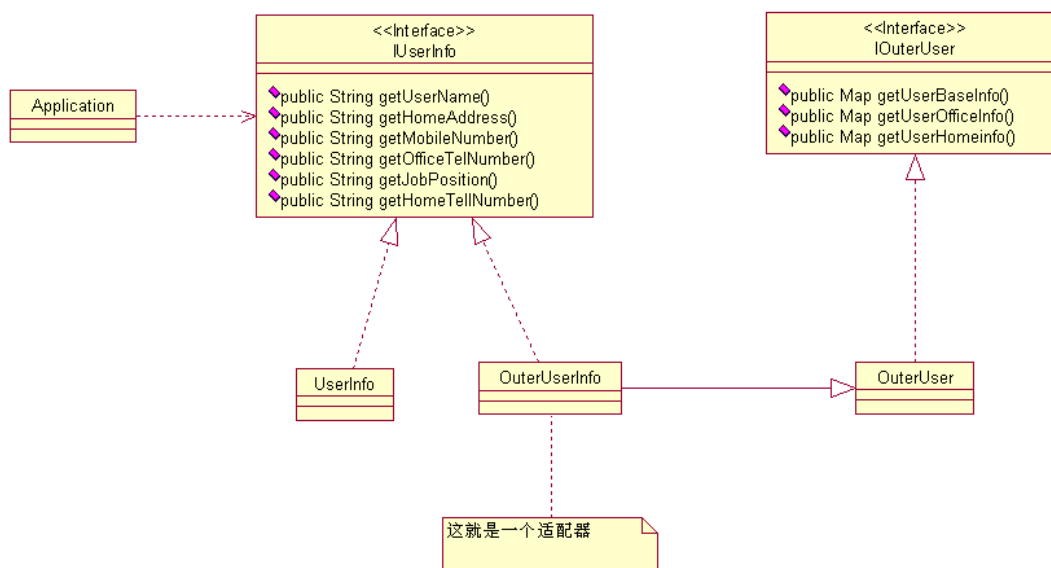 <<Interface>>
IUserInfo
public String getUserName()
public String getHomeAddress()
public String getMobileNumber()
public String getOfficeTelNumber()
public String getJobPosition()
public String getHomeTellNumber()
<<Interface>>
IOuterUser
public Map getUserBaseInfo()
public Map getUserOfficeInfo()
public Map getUserHomeinfo()
Application
UserInfo
OuterUserInfo
OuterUser
这就是一个适配器